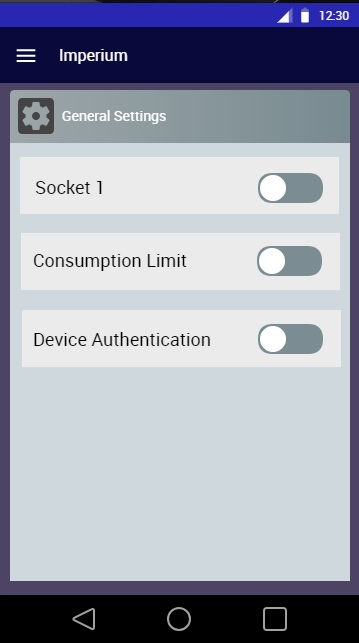 12:30
Imperium
General Settings
Socket 1
Consumption Limit
Device Authentication